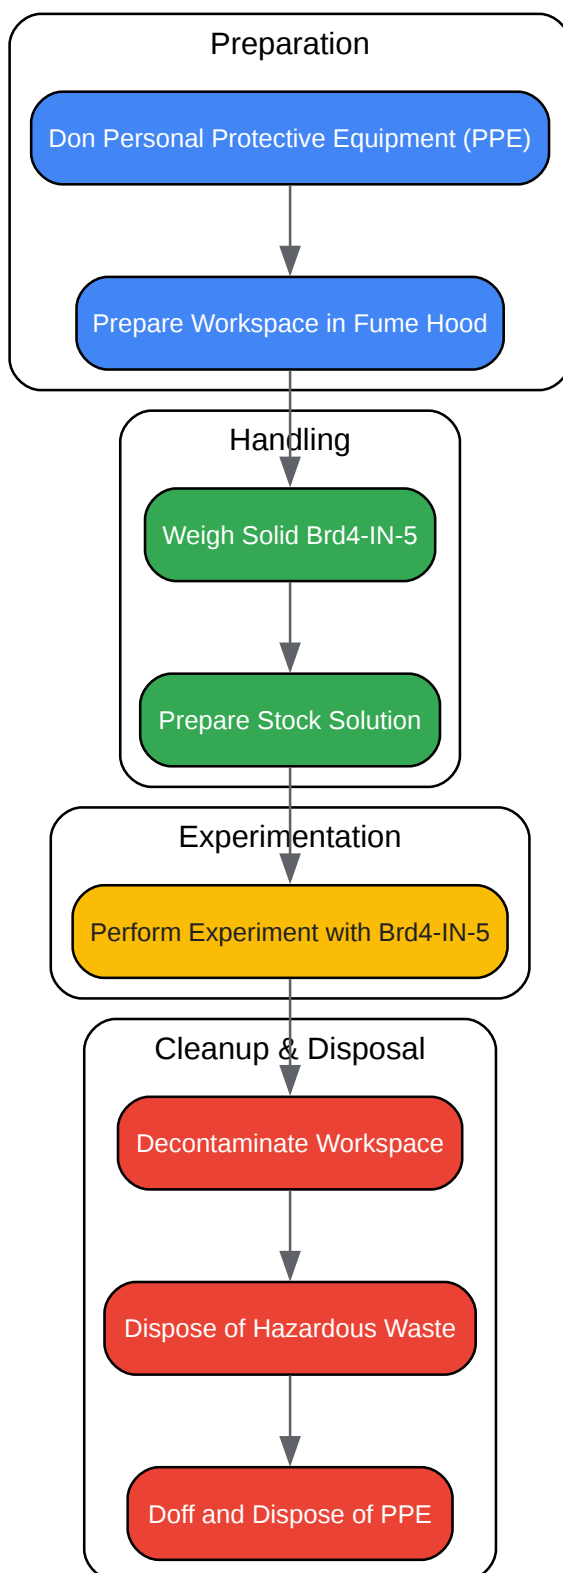 Preparation
Don Personal Protective Equipment (PPE)
Prepare Workspace in Fume Hood
Handling
Weigh Solid Brd4-IN-5
Prepare Stock Solution
Experimentation
Perform Experiment with Brd4-IN-5
Cleanup & Disposal
Decontaminate Workspace
Dispose of Hazardous Waste
Doff and Dispose of PPE